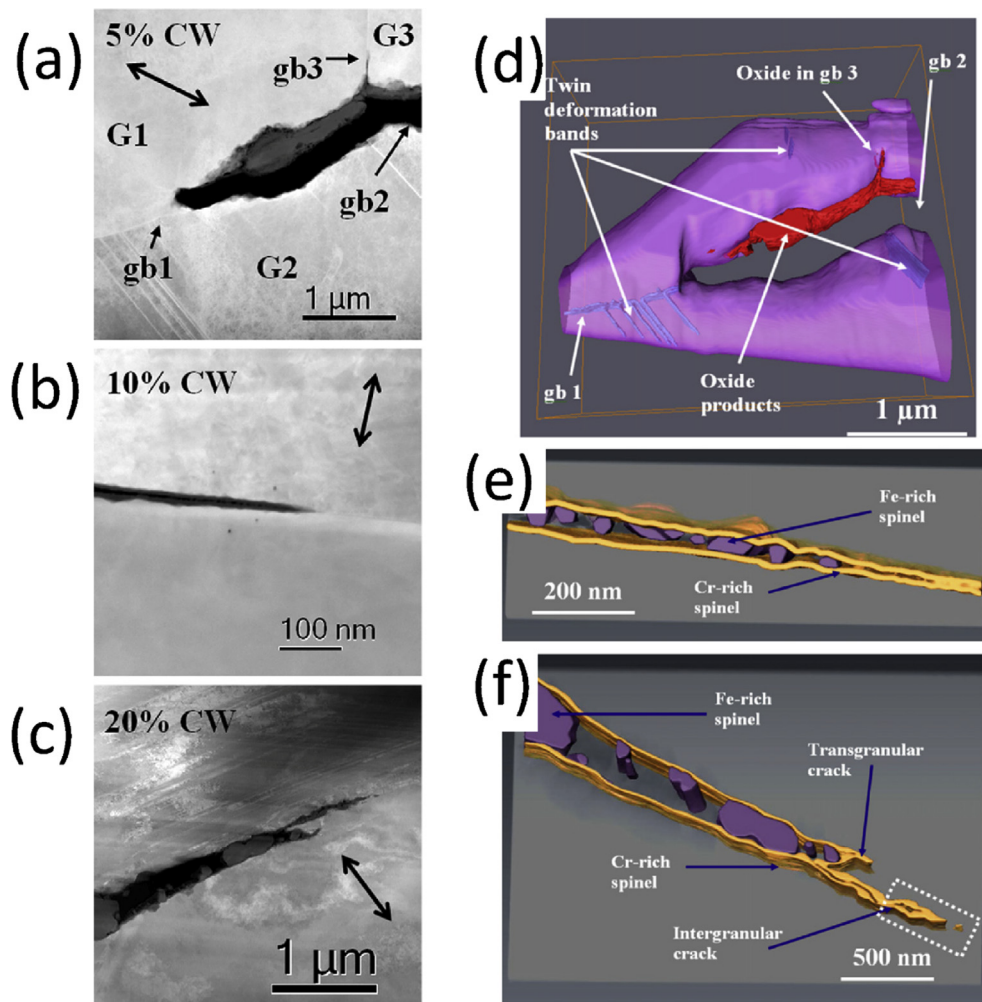 (a)
5% CW
G3
gb3
G1
gb2
gb1
G2
1 μm
(b)
10% CW
100 nm
(c)
20% CW
1 μm
(d)
gb 2
Oxide in gb 3
Twin
deformation
bands
gb 1
Oxide
products
1 μm
(e)
Fe-rich
spinel
Cr-rich
spinel
200 nm
(f)
Fe-rich
spinel
Transgranular
crack
Cr-rich
spinel
Intergranular
crack
500 nm